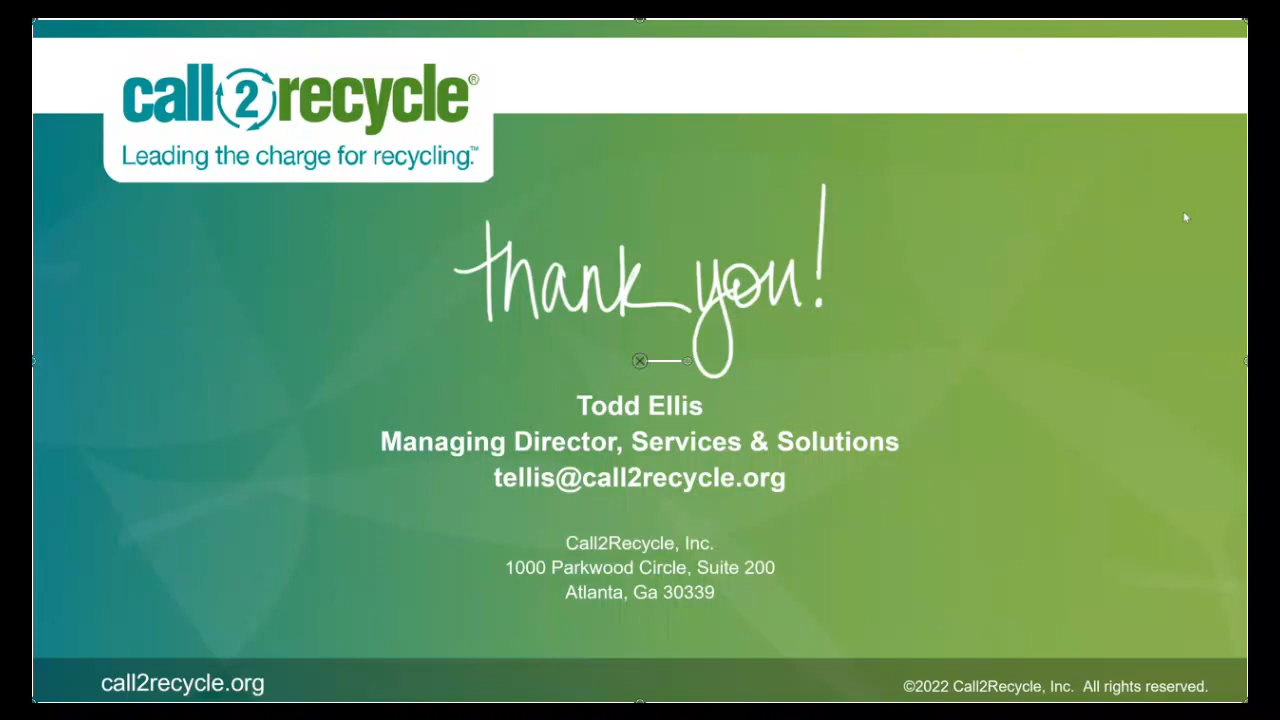 call2recycle®
Leading the charge for recycling.™
thank you!
Todd Ellis
Managing Director, Services & Solutions
tellis@call2recycle.org
Call2Recycle, Inc.
1000 Parkwood Circle, Suite 200
Atlanta, Ga 30339
call2recycle.org
©2022 Call2Recycle, Inc. All rights reserved.